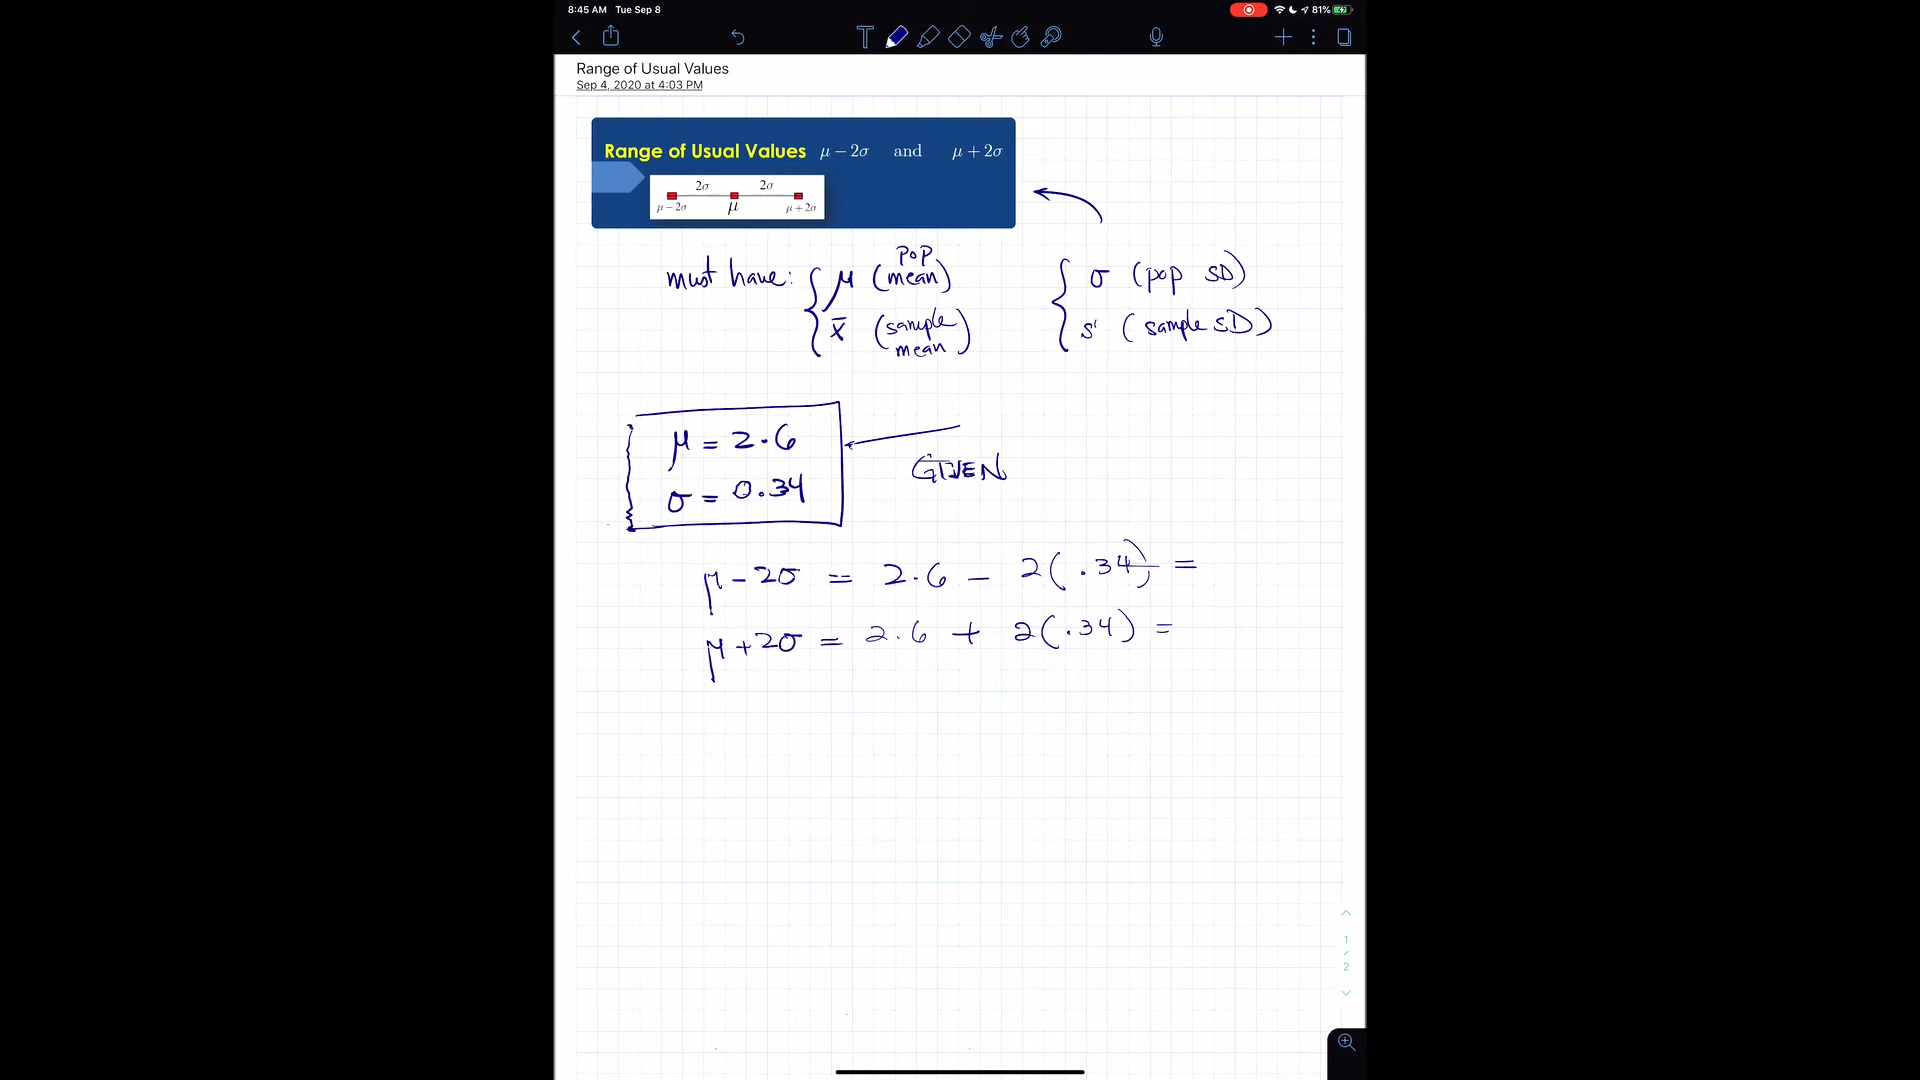 8:45 AM Tue Sep 8
81%
Range of Usual Values
Sep 4, 2020 at 4:03 PM
Range of Usual Values μ − 2σ and μ + 2σ
2σ 2σ
μ − 2σ μ μ + 2σ
must have: μ (pop mean) σ (pop SD)
x̄ (sample mean) s (sample SD)
μ = 2.6
σ = 0.34
GIVEN
μ − 2σ = 2.6 − 2(.34) =
μ + 2σ = 2.6 + 2(.34) =
1
/
2